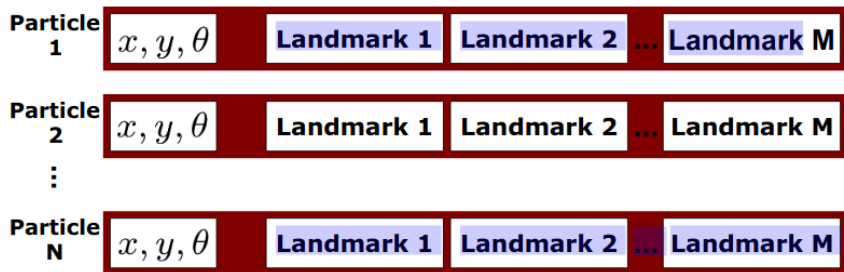 Particle 1 x, y, θ Landmark 1 Landmark 2 ... Landmark M
Particle 2 x, y, θ Landmark 1 Landmark 2 ... Landmark M
⋮
Particle N x, y, θ Landmark 1 Landmark 2 ... Landmark M